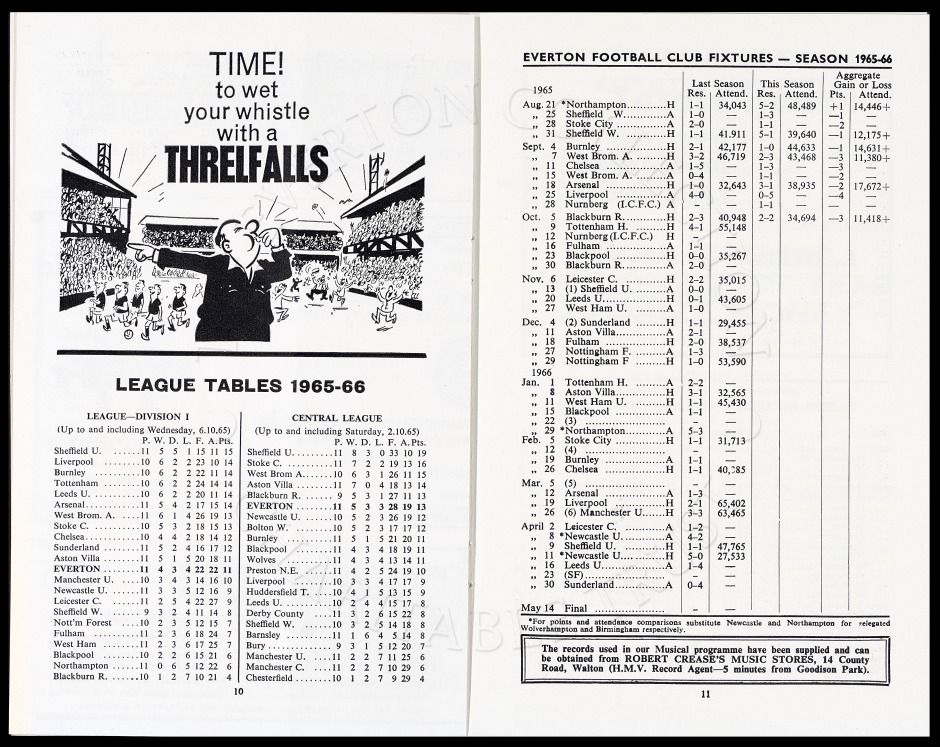 TIME!
to wet
your whistle
with a
THRELFALLS
LEAGUE TABLES 1965-66
LEAGUE—DIVISION I
(Up to and including Wednesday, 6.10.65)
P. W. D. L. F. A. Pts.
Sheffield U. ......11 5 5 1 15 11 15
Liverpool ......10 6 2 2 23 10 14
Burnley ......10 6 2 2 22 11 14
Tottenham ......10 6 2 2 24 14 14
Leeds U. ......10 6 2 2 20 11 14
Arsenal......11 5 4 2 17 15 14
West Brom. A. ......11 6 1 4 26 19 13
Stoke C. ......10 5 3 2 18 15 13
Chelsea......10 4 4 2 18 14 12
Sunderland ......11 5 2 4 16 17 12
Aston Villa ......11 5 1 5 20 18 11
EVERTON ......11 4 3 4 22 22 11
Manchester U. ......10 3 4 3 14 16 10
Newcastle U. ......11 3 3 5 12 16 9
Leicester C. ......11 2 5 4 22 27 9
Sheffield W. ......9 3 2 4 11 14 8
Nott'm Forest ......10 2 3 5 12 15 7
Fulham ......11 2 3 6 18 24 7
West Ham ......11 2 3 6 17 25 7
Blackpool ......10 2 2 6 15 21 6
Northampton ......11 0 6 5 12 22 6
Blackburn R. ......10 1 2 7 10 21 4
CENTRAL LEAGUE
(Up to and including Saturday, 2.10.65)
P. W. D. L. F. A. Pts.
Sheffield U. ......11 8 3 0 33 10 19
Stoke C. ......11 7 2 2 19 13 16
West Brom A. ......10 6 3 1 26 11 15
Aston Villa ......11 7 0 4 18 13 14
Blackburn R. ......9 5 3 1 27 11 13
EVERTON ......11 5 3 3 28 19 13
Newcastle U. ......10 5 2 3 26 19 12
Bolton W. ......10 5 2 3 17 17 12
Burnley ......11 5 1 5 21 20 11
Blackpool ......11 4 3 4 18 19 11
Wolves ......11 4 3 4 13 14 11
Preston N.E. ......11 4 2 5 24 19 10
Liverpool ......10 3 3 4 17 17 9
Huddersfield T. ......10 4 1 5 13 15 9
Leeds U. ......10 2 4 4 15 17 8
Derby County ......11 3 2 6 15 22 8
Sheffield W. ......10 3 2 5 14 18 8
Barnsley ......11 1 6 4 5 14 8
Bury ......9 3 1 5 12 20 7
Manchester U. ......11 2 2 7 11 25 6
Manchester C. ......11 2 2 7 10 29 6
Chesterfield ......10 1 2 7 9 29 4
10
EVERTON FOOTBALL CLUB FIXTURES — SEASON 1965-66
Last Season This Season Aggregate Gain or Loss
1965 Res. Attend. Res. Attend. Pts. Attend.
Aug. 21 *Northampton............H 1-1 34,043 5-2 48,489 +1 14,446+
„ 25 Sheffield W..............A 1-0 — 1-3 — —1 —
„ 28 Stoke City ............A 2-0 — 1-1 — —2 —
„ 31 Sheffield W. ............H 1-1 41.911 5-1 39,640 —1 12,175+
Sept. 4 Burnley ............H 2-1 42,177 1-0 44,633 —1 14,631+
„ 7 West Brom. A. ............H 3-2 46,719 2-3 43,468 —3 11,380+
„ 11 Chelsea ............A 1-5 — 1-3 — —3 —
„ 15 West Brom. A. ............A 0-4 — 1-1 — —2 —
„ 18 Arsenal ............H 1-0 32,643 3-1 38,935 —2 17,672+
„ 25 Liverpool ............A 4-0 — 0-5 — —4 —
„ 28 Nurnberg (I.C.F.C.) A – — 1-1 —
Oct. 5 Blackburn R. ............H 2-3 40,948 2-2 34,694 —3 11,418+
„ 9 Tottenham H. ............H 4-1 55,148
„ 12 Nurnberg (I.C.F.C.) H – —
„ 16 Fulham ............A 1-1 —
„ 23 Blackpool ............H 0-0 35,267
„ 30 Blackburn R. ............A 2-0 —
Nov. 6 Leicester C. ............H 2-2 35,015
„ 13 (1) Sheffield U. ............A 0-0 —
„ 20 Leeds U. ............H 0-1 43,605
„ 27 West Ham U. ............A 1-0 —
Dec. 4 (2) Sunderland ............H 1-1 29,455
„ 11 Aston Villa............A 2-1 —
„ 18 Fulham ............H 2-0 38,537
„ 27 Nottingham F. ............A 1-3 —
„ 29 Nottingham F ............H 1-0 53,590
1966
Jan. 1 Tottenham H. ............A 2-2 —
„ 8 Aston Villa ............H 3-1 32,565
„ 11 West Ham U. ............H 1-1 45,430
„ 15 Blackpool ............A 1-1 —
„ 22 (3) ............ – —
„ 29 *Northampton ............A 5-3 —
Feb. 5 Stoke City ............H 1-1 31,713
„ 12 (4) ............ – —
„ 19 Burnley ............A 1-1 —
„ 26 Chelsea ............H 1-1
Mar. 5 (5) ............ – —
„ 12 Arsenal ............A 1-3 —
„ 19 Liverpool ............H 2-1 65,402
„ 26 (6) Manchester U.......H 3-3 63,465
April 2 Leicester C. ............A 1-2 —
„ 8 *Newcastle U. ............A 4-2 —
„ 9 Sheffield U. ............H 1-1 47,765
„ 11 *Newcastle U. ............H 5-0 27,533
„ 16 Leeds U. ............A 1-4 —
„ 23 (SF) ............ – —
„ 30 Sunderland ............A 0-4 —
May 14 Final ............ – —
*For points and attendance comparisons substitute Newcastle and Northampton for relegated
Wolverhampton and Birmingham respectively.
The records used in our Musical programme have been supplied and can
be obtained from ROBERT CREASE'S MUSIC STORES, 14 County
Road, Walton (H.M.V. Record Agent—5 minutes from Goodison Park).
11